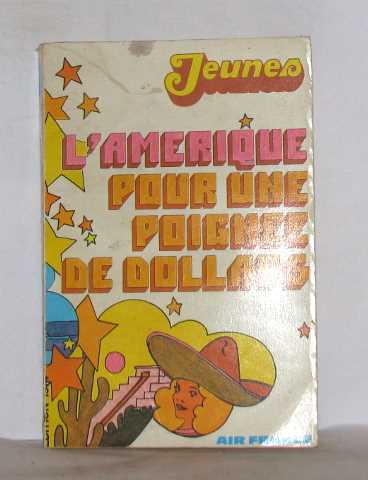 Jeunes
L'AMERIQUE
POUR UNE
POIGNEE
DE DOLLARS
AIR FRANCE